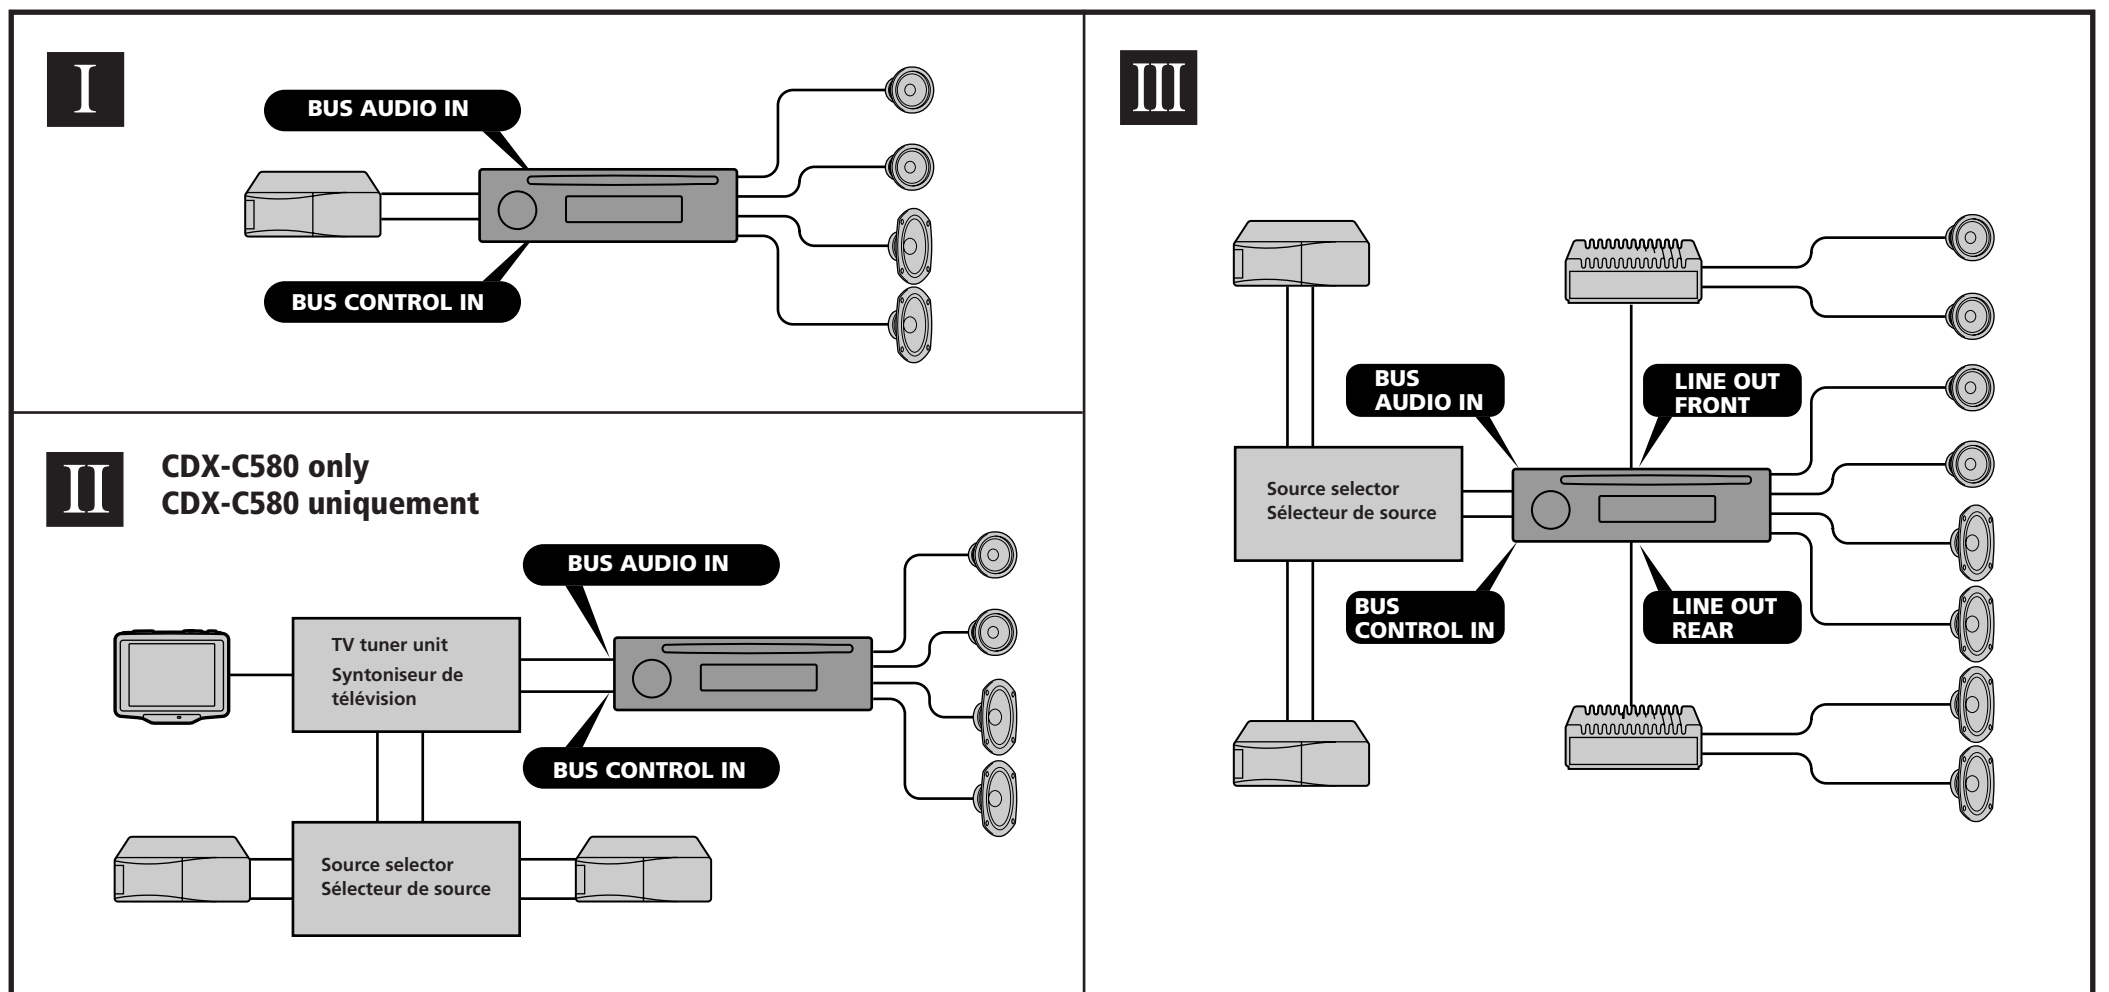 I
BUS AUDIO IN
BUS CONTROL IN
II
CDX-C580 only
CDX-C580 uniquement
BUS AUDIO IN
TV tuner unit
Syntoniseur de
télévision
BUS CONTROL IN
Source selector
Sélecteur de source
III
BUS
AUDIO IN
LINE OUT
FRONT
Source selector
Sélecteur de source
BUS
CONTROL IN
LINE OUT
REAR